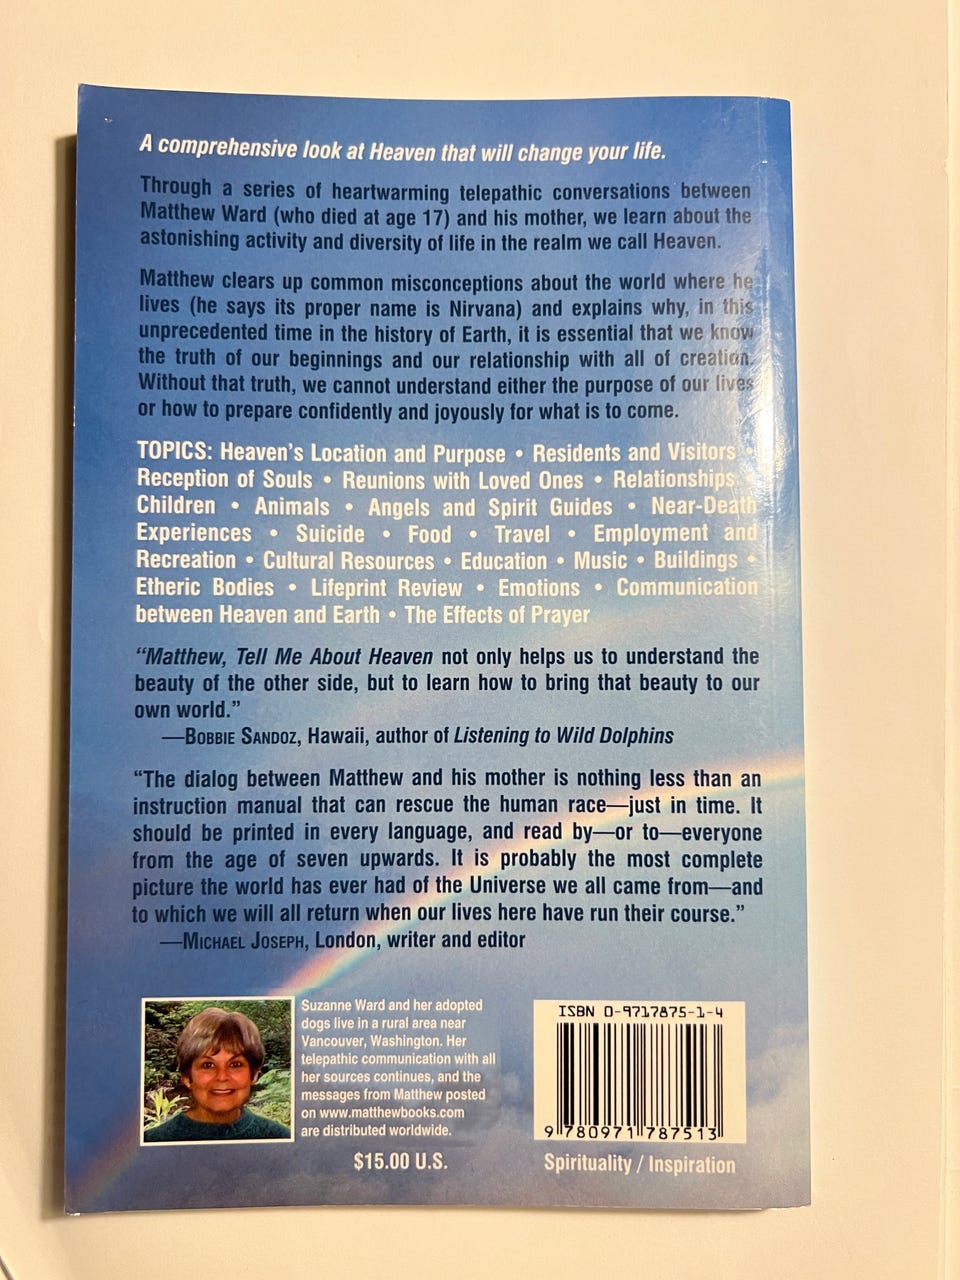 A comprehensive look at Heaven that will change your life.
Through a series of heartwarming telepathic conversations between
Matthew Ward (who died at age 17) and his mother, we learn about the
astonishing activity and diversity of life in the realm we call Heaven.
Matthew clears up common misconceptions about the world where he
lives (he says its proper name is Nirvana) and explains why, in this
unprecedented time in the history of Earth, it is essential that we know
the truth of our beginnings and our relationship with all of creation.
Without that truth, we cannot understand either the purpose of our lives
or how to prepare confidently and joyously for what is to come.
TOPICS: Heaven's Location and Purpose • Residents and Visitors •
Reception of Souls • Reunions with Loved Ones • Relationships •
Children • Animals • Angels and Spirit Guides • Near-Death
Experiences • Suicide • Food • Travel • Employment and
Recreation • Cultural Resources • Education • Music • Buildings •
Etheric Bodies • Lifeprint Review • Emotions • Communication
between Heaven and Earth • The Effects of Prayer
“Matthew, Tell Me About Heaven not only helps us to understand the
beauty of the other side, but to learn how to bring that beauty to our
own world.”
—BOBBIE SANDOZ, Hawaii, author of Listening to Wild Dolphins
“The dialog between Matthew and his mother is nothing less than an
instruction manual that can rescue the human race—just in time. It
should be printed in every language, and read by—or to—everyone
from the age of seven upwards. It is probably the most complete
picture the world has ever had of the Universe we all came from—and
to which we will all return when our lives here have run their course.”
—MICHAEL JOSEPH, London, writer and editor
Suzanne Ward and her adopted
dogs live in a rural area near
Vancouver, Washington. Her
telepathic communication with all
her sources continues, and the
messages from Matthew posted
on www.matthewbooks.com
are distributed worldwide.
$15.00 U.S.
ISBN 0-9717875-1-4
9 780971 787513
Spirituality / Inspiration